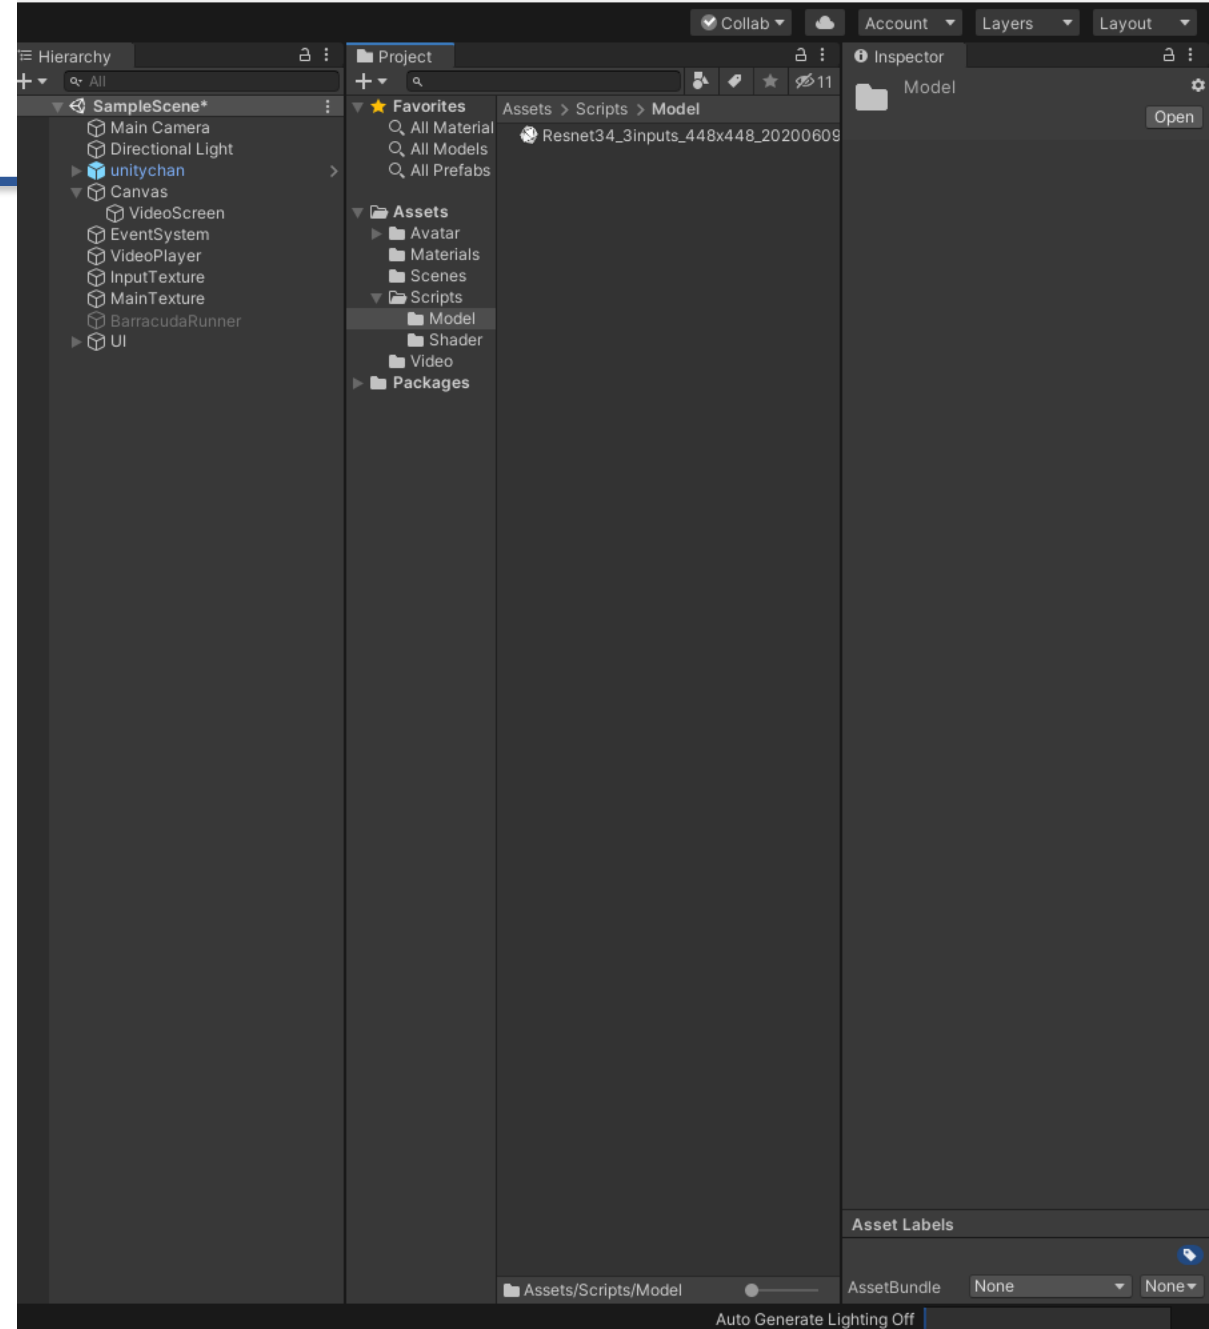 Collab
Account
Layers
Layout
Hierarchy
All
SampleScene*
Main Camera
Directional Light
unitychan
Canvas
VideoScreen
EventSystem
VideoPlayer
InputTexture
MainTexture
BarracudaRunner
UI
Project
11
Favorites
All Material
All Models
All Prefabs
Assets
Avatar
Materials
Scenes
Scripts
Model
Shader
Video
Packages
Assets > Scripts > Model
Resnet34_3inputs_448x448_20200609
Assets/Scripts/Model
Inspector
Model
Open
Asset Labels
AssetBundle None None
Auto Generate Lighting Off